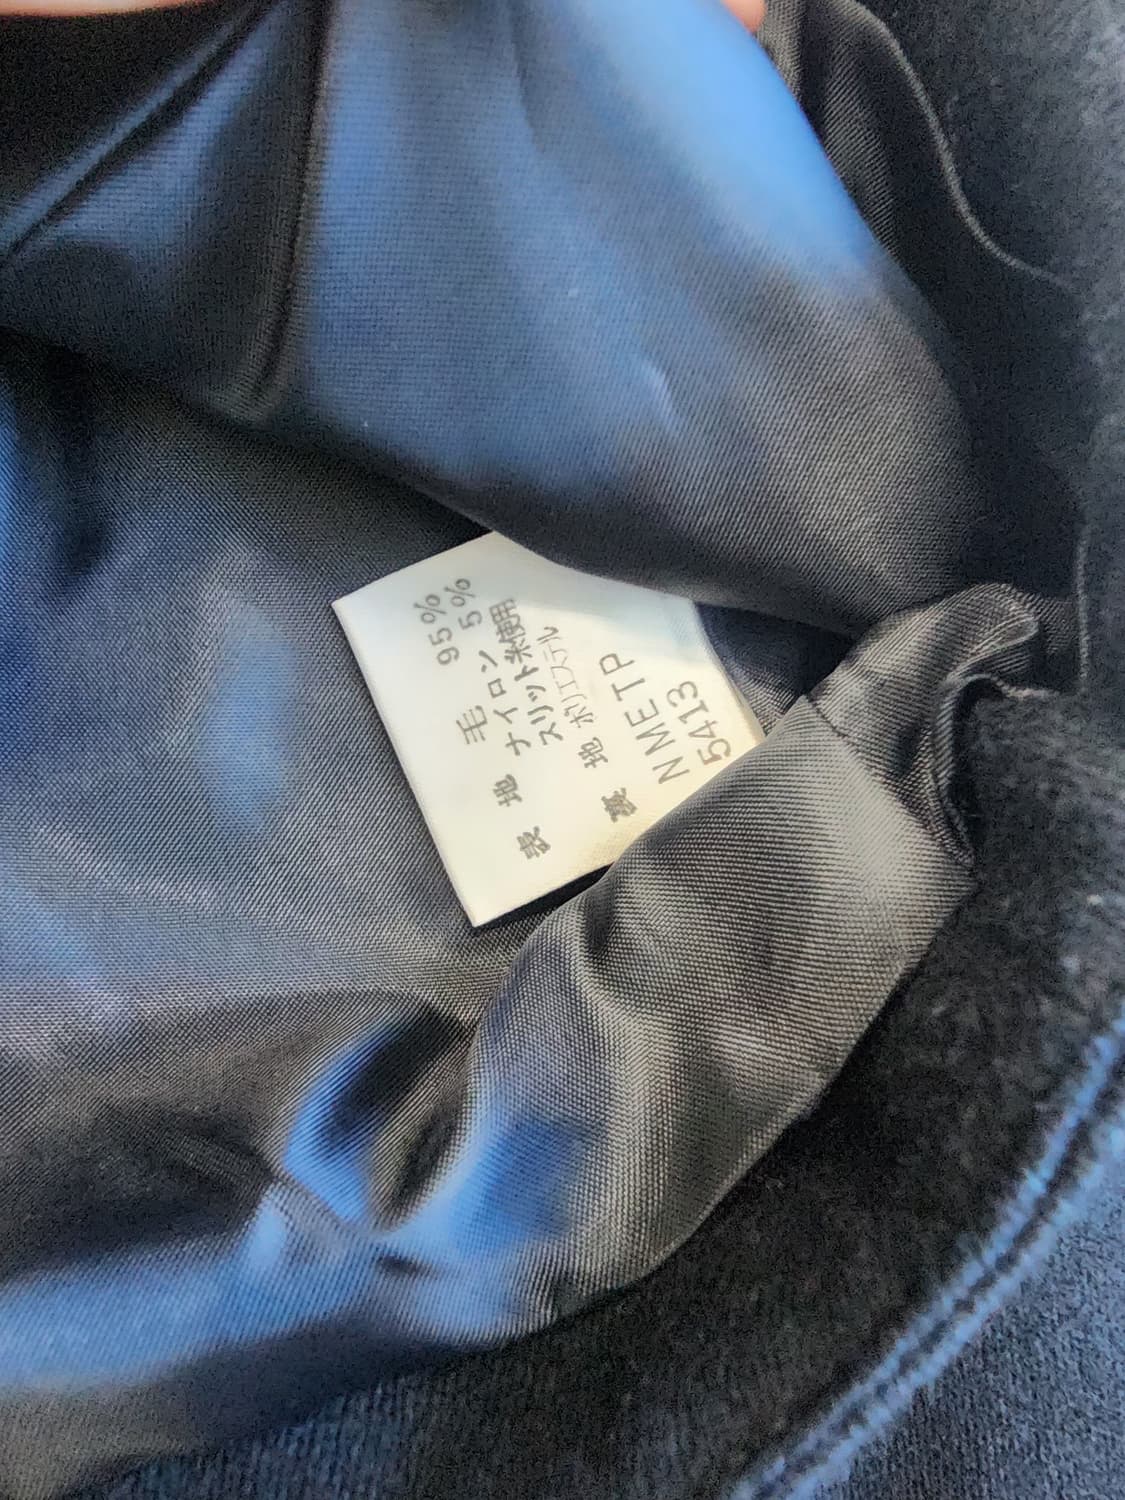 表 地 毛 95%
ナイロン 5%
スリット糸使用
裏 地 ポリエステル
NMETP
5413